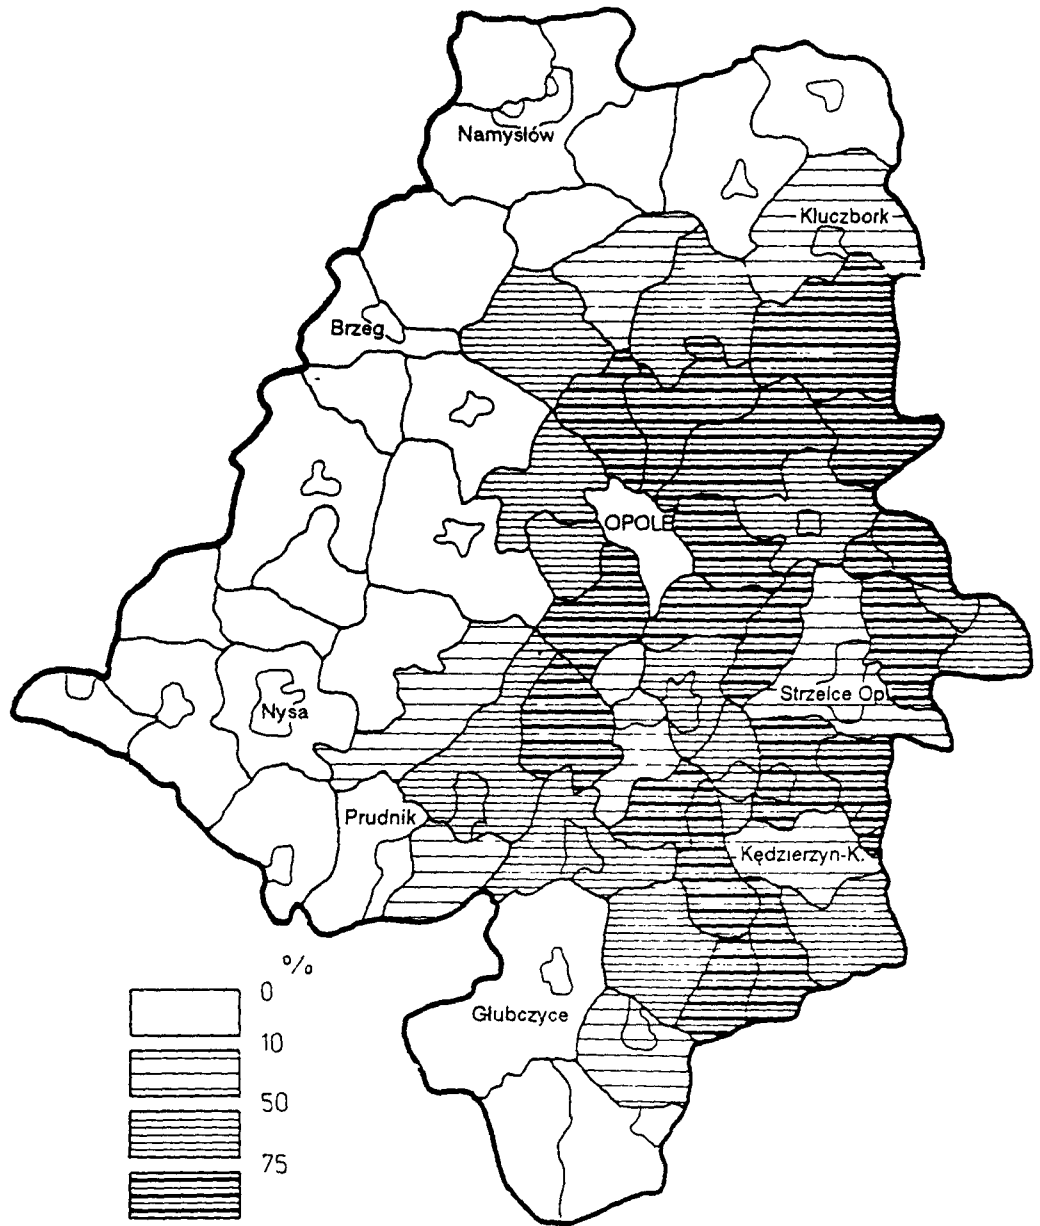 Namysłów
Kluczbork
Brzeg
OPOLE
Strzelce Op.
Nysa
Prudnik
Kędzierzyn-K.
Głubczyce
%
0
10
50
75